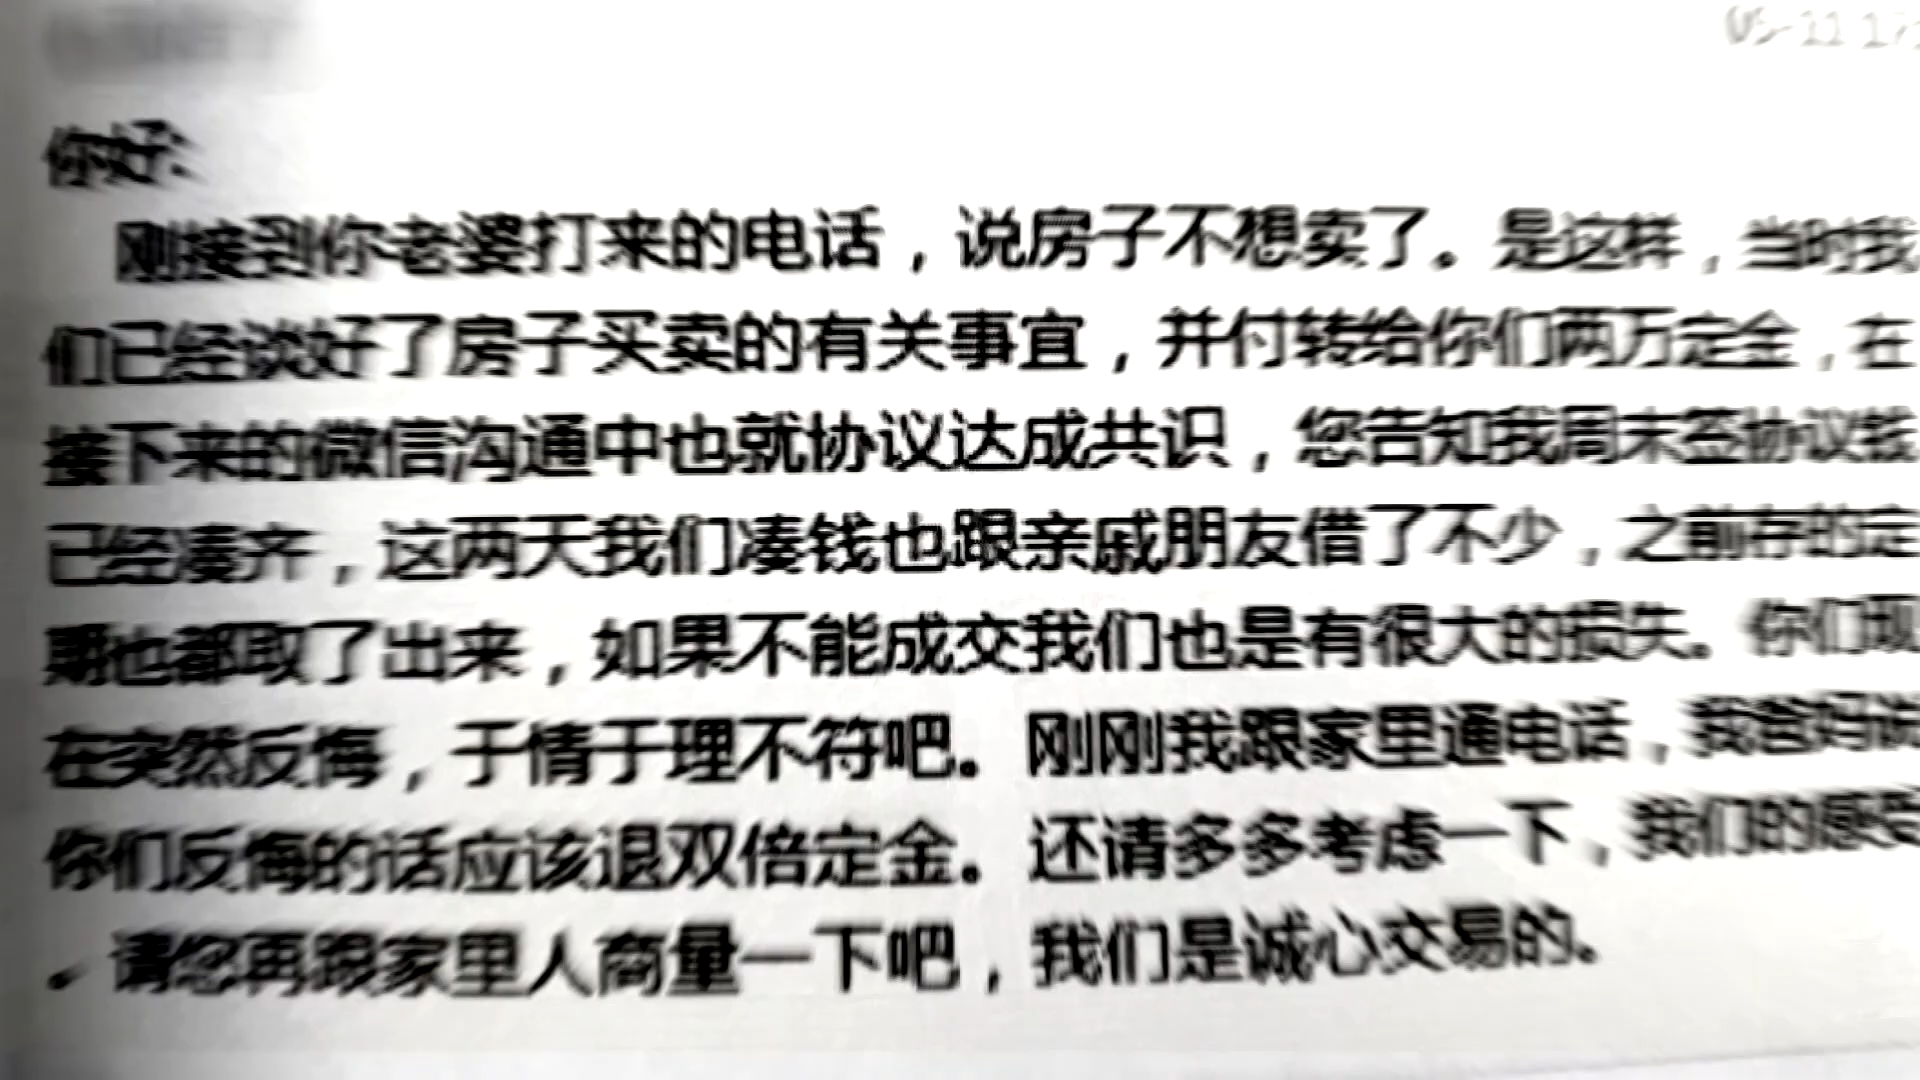 05-11 17:
你好:
刚接到你老婆打来的电话，说房子不想卖了。是这样，当时我
们已经谈好了房子买卖的有关事宜，并付转给你们两万定金，在
接下来的微信沟通中也就协议达成共识，您告知我周末签协议钱
已经凑齐，这两天我们凑钱也跟亲戚朋友借了不少，之前存的定
期也都取了出来，如果不能成交我们也是有很大的损失。你们现
在突然反悔，于情于理不符吧。刚刚我跟家里通电话，我爸妈说
你们反悔的话应该退双倍定金。还请多多考虑一下，我们的感受
。请您再跟家里人商量一下吧，我们是诚心交易的。